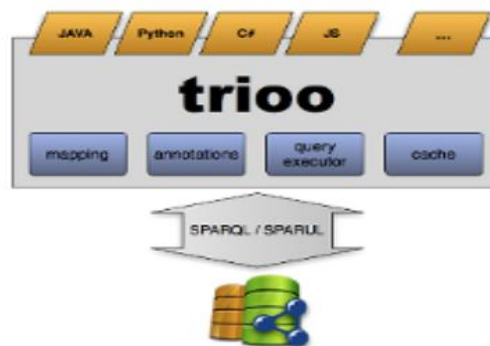 JAVA Python C# JS ...
trioo
mapping annotations query executor cache
SPARQL / SPARUL